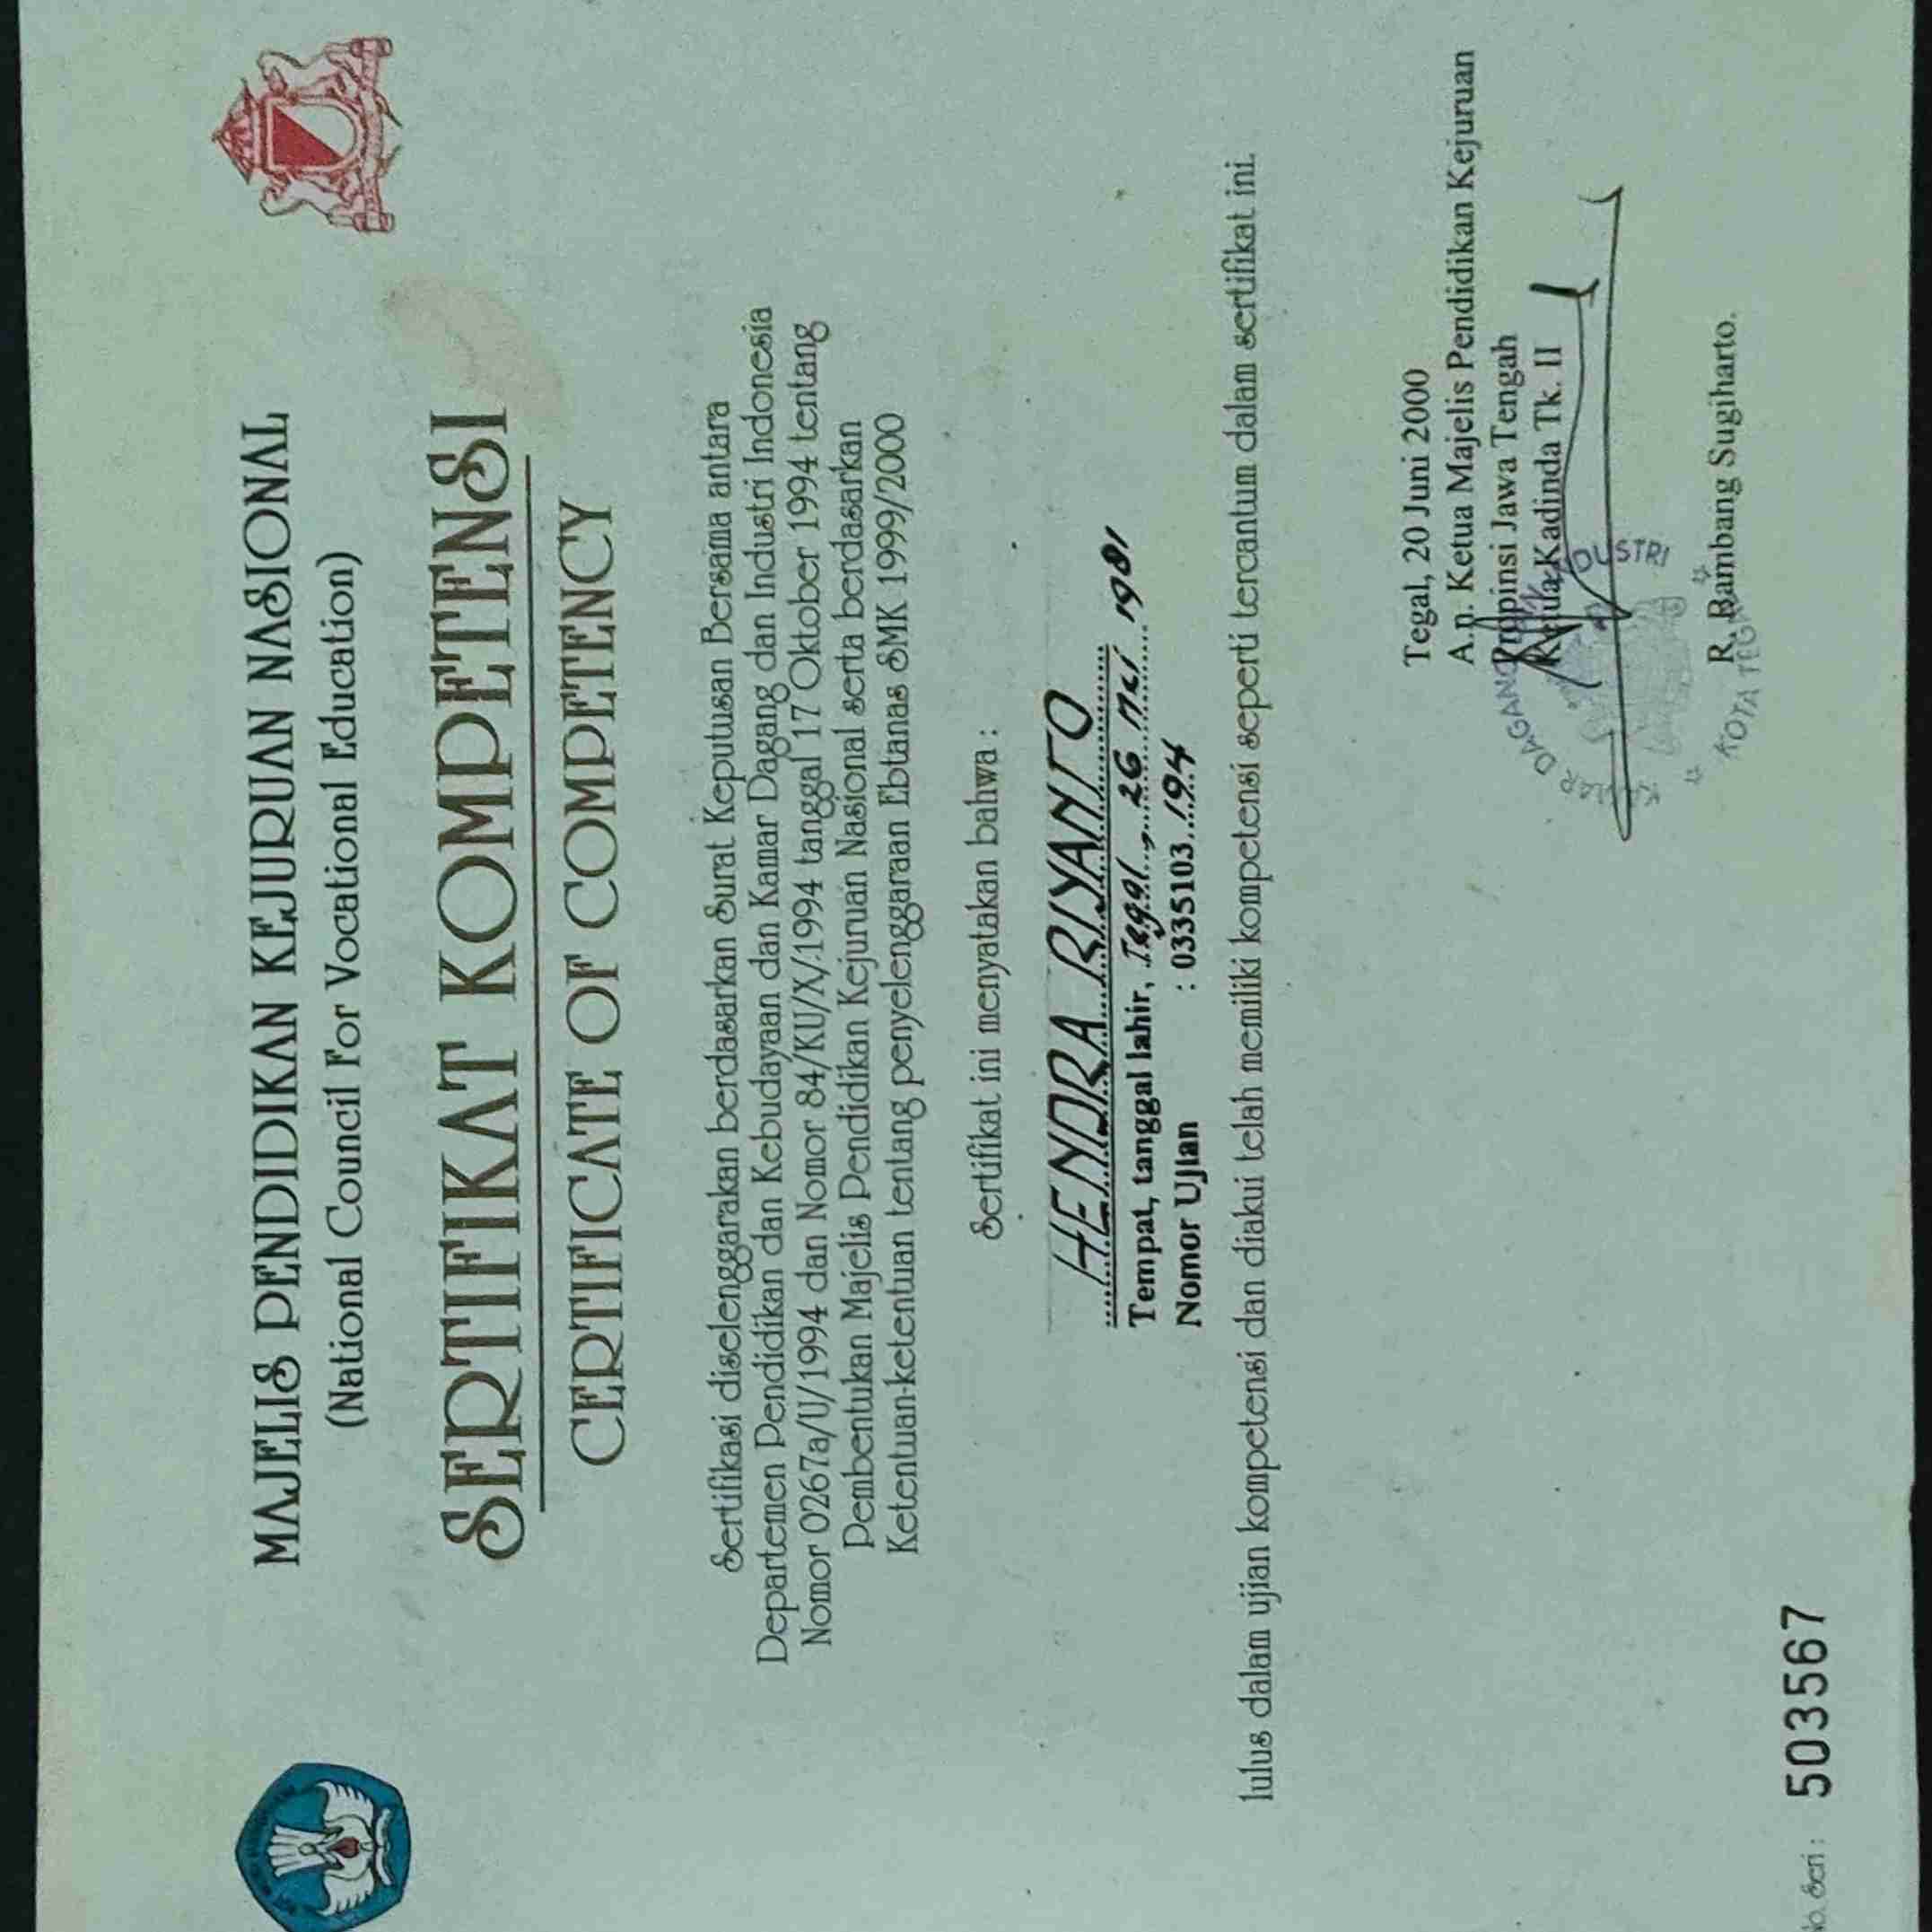 MAJELIS PENDIDIKAN KEJURUAN NASIONAL
(National Council For Vocational Education)
SERTIFIKAT KOMPETENSI
CERTIFICATE OF COMPETENCY
Sertifikasi diselenggarakan berdasarkan Surat Keputusan Bersama antara
Departemen Pendidikan dan Kebudayaan dan Kamar Dagang dan Industri Indonesia
Nomor 0267a/U/1994 dan Nomor 84/KU/X/1994 tanggal 17 Oktober 1994 tentang
Pembentukan Majelis Pendidikan Kejuruan Nasional serta berdasarkan
Ketentuan-ketentuan tentang penyelenggaraan Ebtanas SMK 1999/2000
Sertifikat ini menyatakan bahwa :
HENDRA RIYANTO
Tempat, tanggal lahir, Tegal, 26 Mei 1981
Nomor Ujian : 0335103 194
lulus dalam ujian kompetensi dan diakui telah memiliki kompetensi seperti tercantum dalam sertifikat ini.
Tegal, 20 Juni 2000
A.n. Ketua Majelis Pendidikan Kejuruan
Propinsi Jawa Tengah
Ketua Kadinda Tk. II
R. Bambang Sugiharto.
No. Seri : 503567